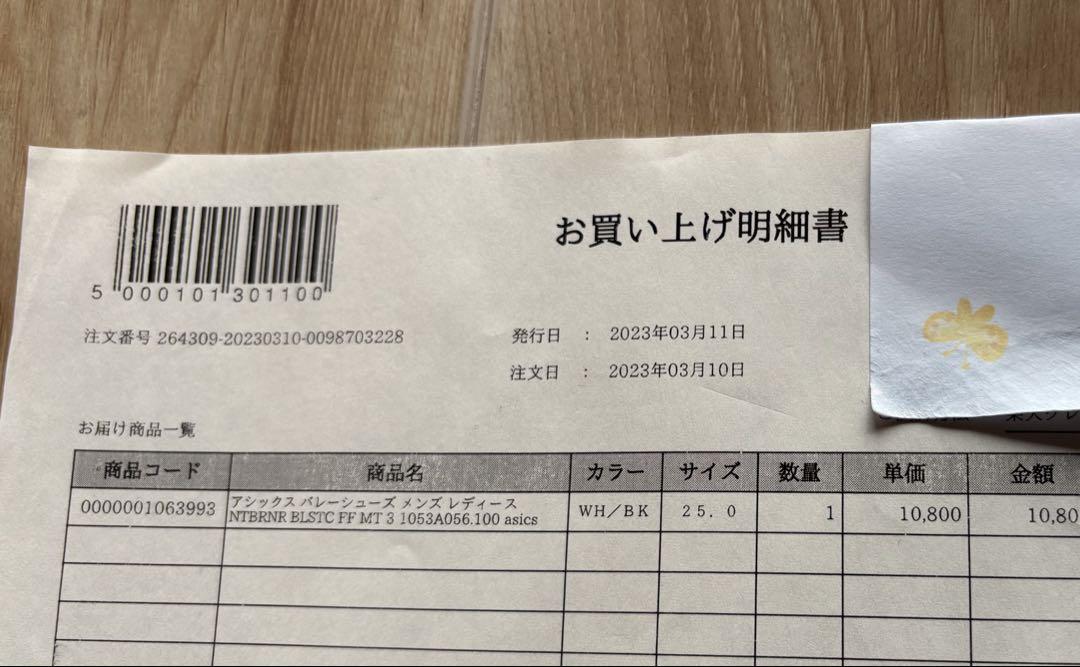 お買い上げ明細書
5 000101 301100
注文番号 264309-20230310-0098703228
発行日 : 2023年03月11日
注文日 : 2023年03月10日
お届け商品一覧
商品コード 商品名 カラー サイズ 数量 単価 金額
0000001063993 アシックス バレーシューズ メンズ レディース NTBRNR BLSTC FF MT 3 1053A056.100 asics WH/BK 25.0 1 10,800 10,80